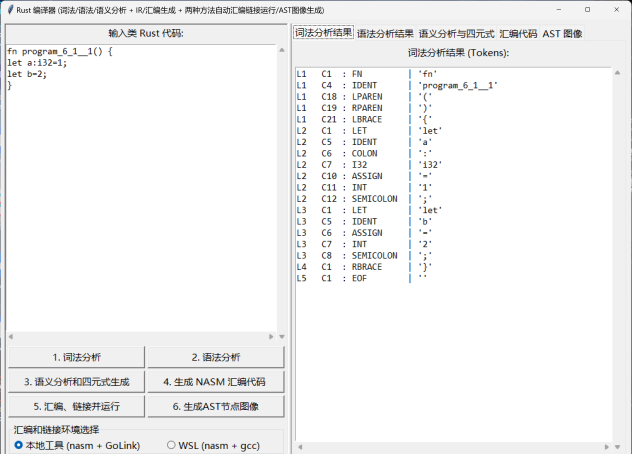 Rust 编译器 (词法/语法/语义分析 + IR/汇编生成 + 两种方法自动汇编链接运行/AST图像生成)
输入类 Rust 代码:
fn program_6_1__1() {
let a:i32=1;
let b=2;
}
1. 词法分析
2. 语法分析
3. 语义分析和四元式生成
4. 生成 NASM 汇编代码
5. 汇编、链接并运行
6. 生成AST节点图像
汇编和链接环境选择
本地工具 (nasm + GoLink)
WSL (nasm + gcc)
词法分析结果 语法分析结果 语义分析与四元式 汇编代码 AST 图像
词法分析结果 (Tokens):
L1 C1 : FN | 'fn'
L1 C4 : IDENT | 'program_6_1__1'
L1 C18 : LPAREN | '('
L1 C19 : RPAREN | ')'
L1 C21 : LBRACE | '{'
L2 C1 : LET | 'let'
L2 C5 : IDENT | 'a'
L2 C6 : COLON | ':'
L2 C7 : I32 | 'i32'
L2 C10 : ASSIGN | '='
L2 C11 : INT | '1'
L2 C12 : SEMICOLON | ';'
L3 C1 : LET | 'let'
L3 C5 : IDENT | 'b'
L3 C6 : ASSIGN | '='
L3 C7 : INT | '2'
L3 C8 : SEMICOLON | ';'
L4 C1 : RBRACE | '}'
L5 C1 : EOF | ''